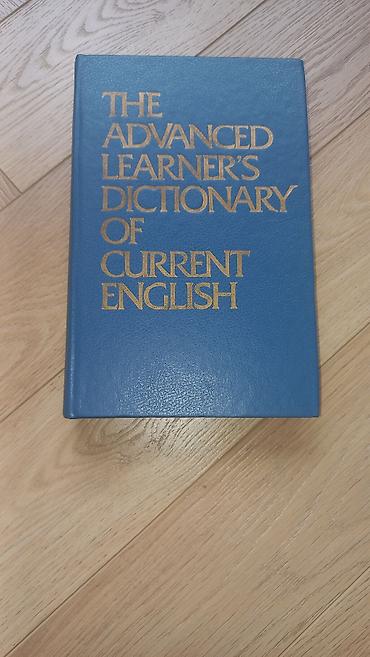 THE
ADVANCED
LEARNER'S
DICTIONARY
OF
CURRENT
ENGLISH